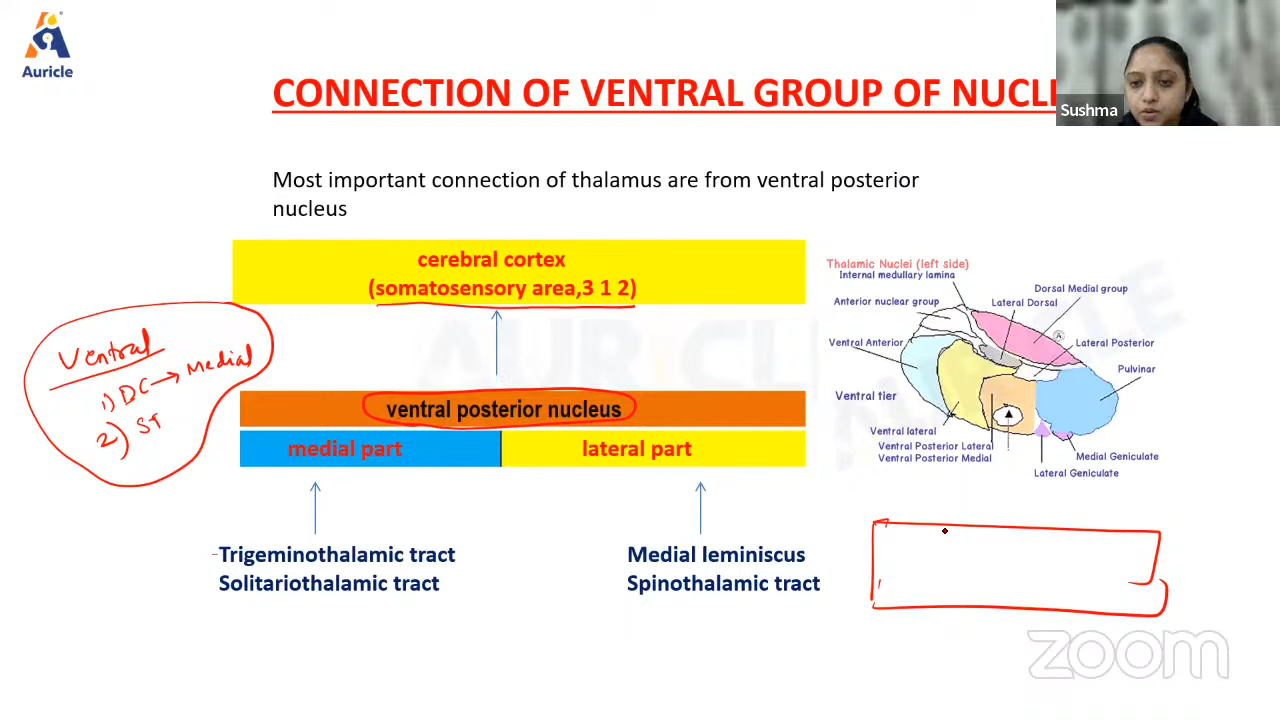 Auricle
CONNECTION OF VENTRAL GROUP OF NUCLE
Sushma
Most important connection of thalamus are from ventral posterior
nucleus
cerebral cortex
(somatosensory area,3 1 2)
Ventral
1) DC → Medial
2) ST
ventral posterior nucleus
medial part
lateral part
-Trigeminothalamic tract
Solitariothalamic tract
Medial leminiscus
Spinothalamic tract
Thalamic Nuclei (left side)
Internal medullary lamina
Dorsal Medial group
Anterior nuclear group
Lateral Dorsal
A
Ventral Anterior
Lateral Posterior
Pulvinar
Ventral tier
Ventral lateral
Ventral Posterior Lateral
Ventral Posterior Medial
Medial Geniculate
Lateral Geniculate
AURICLE
zoom